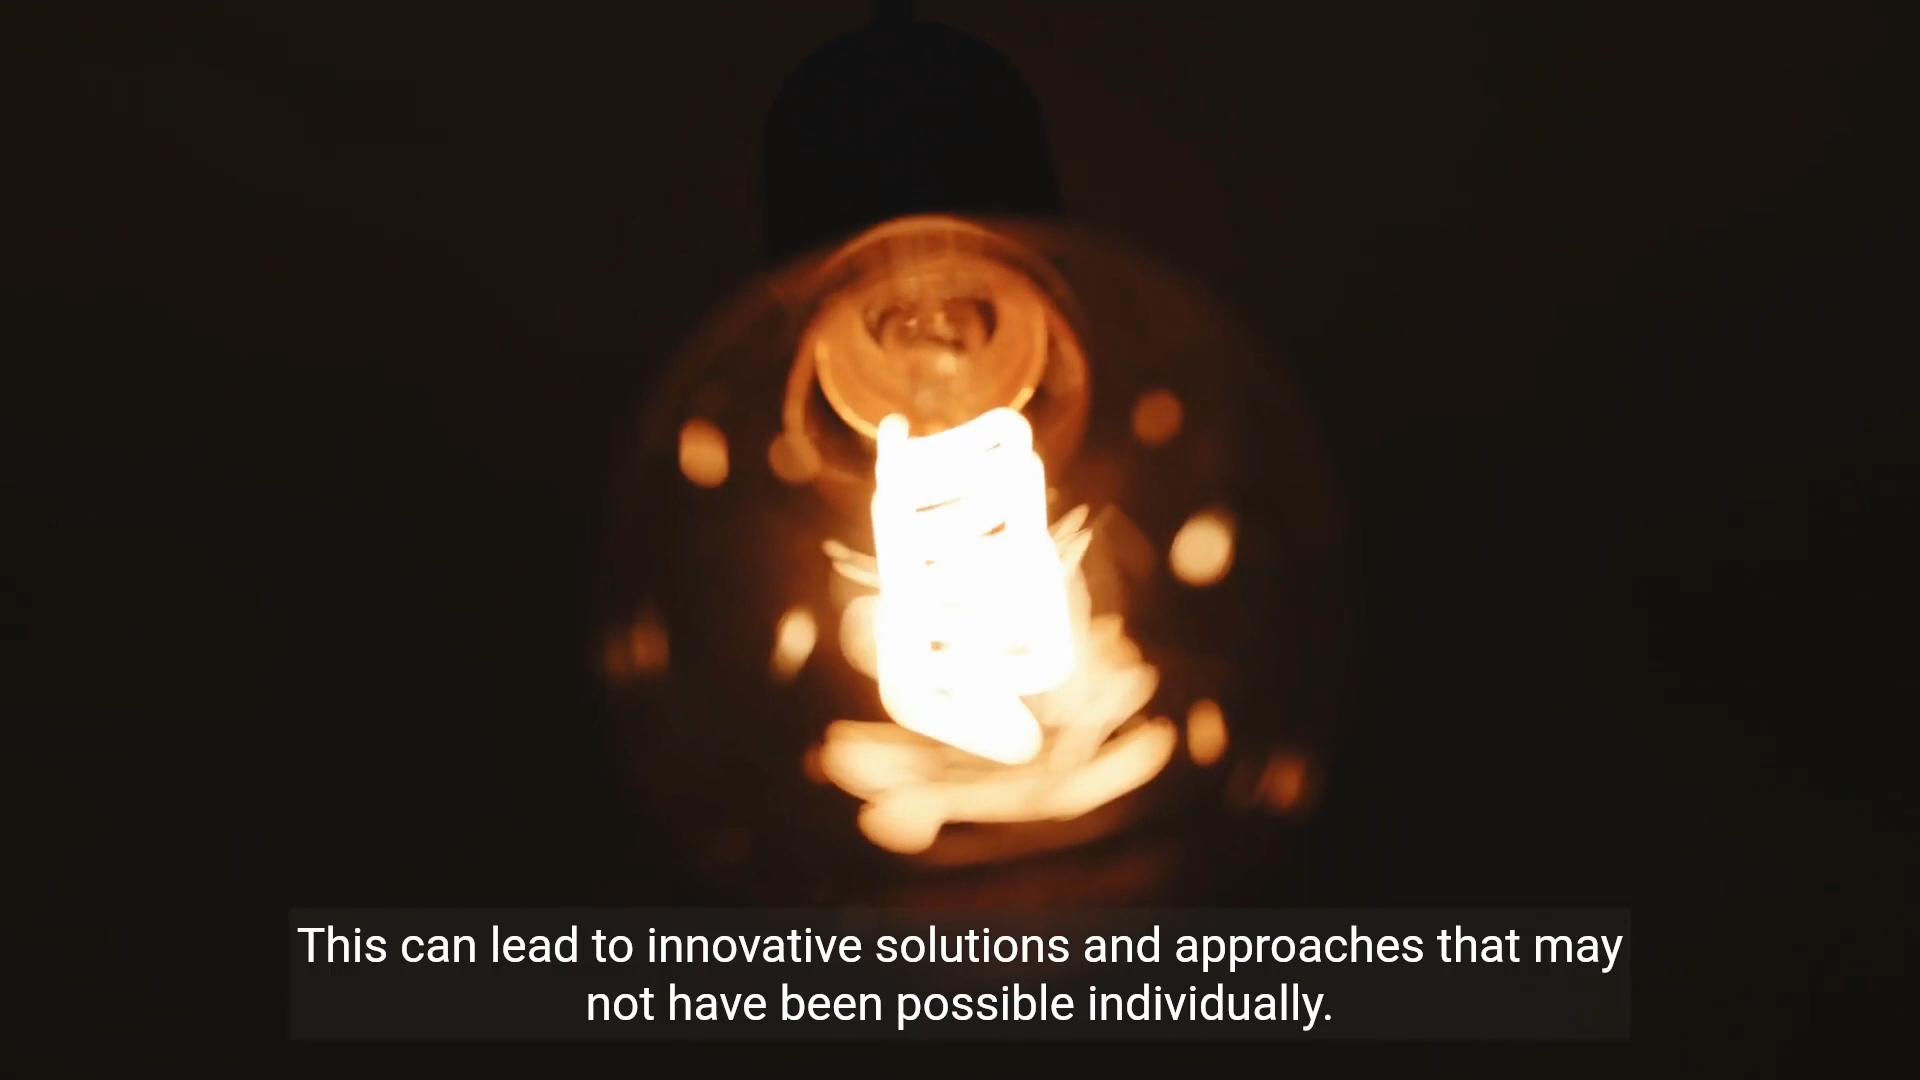 This can lead to innovative solutions and approaches that may
not have been possible individually.